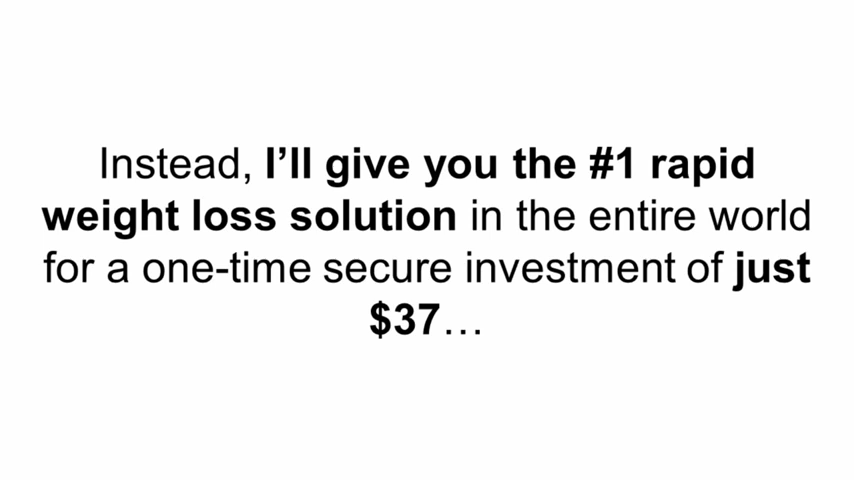 Instead, I’ll give you the #1 rapid
weight loss solution in the entire world
for a one-time secure investment of just
$37…